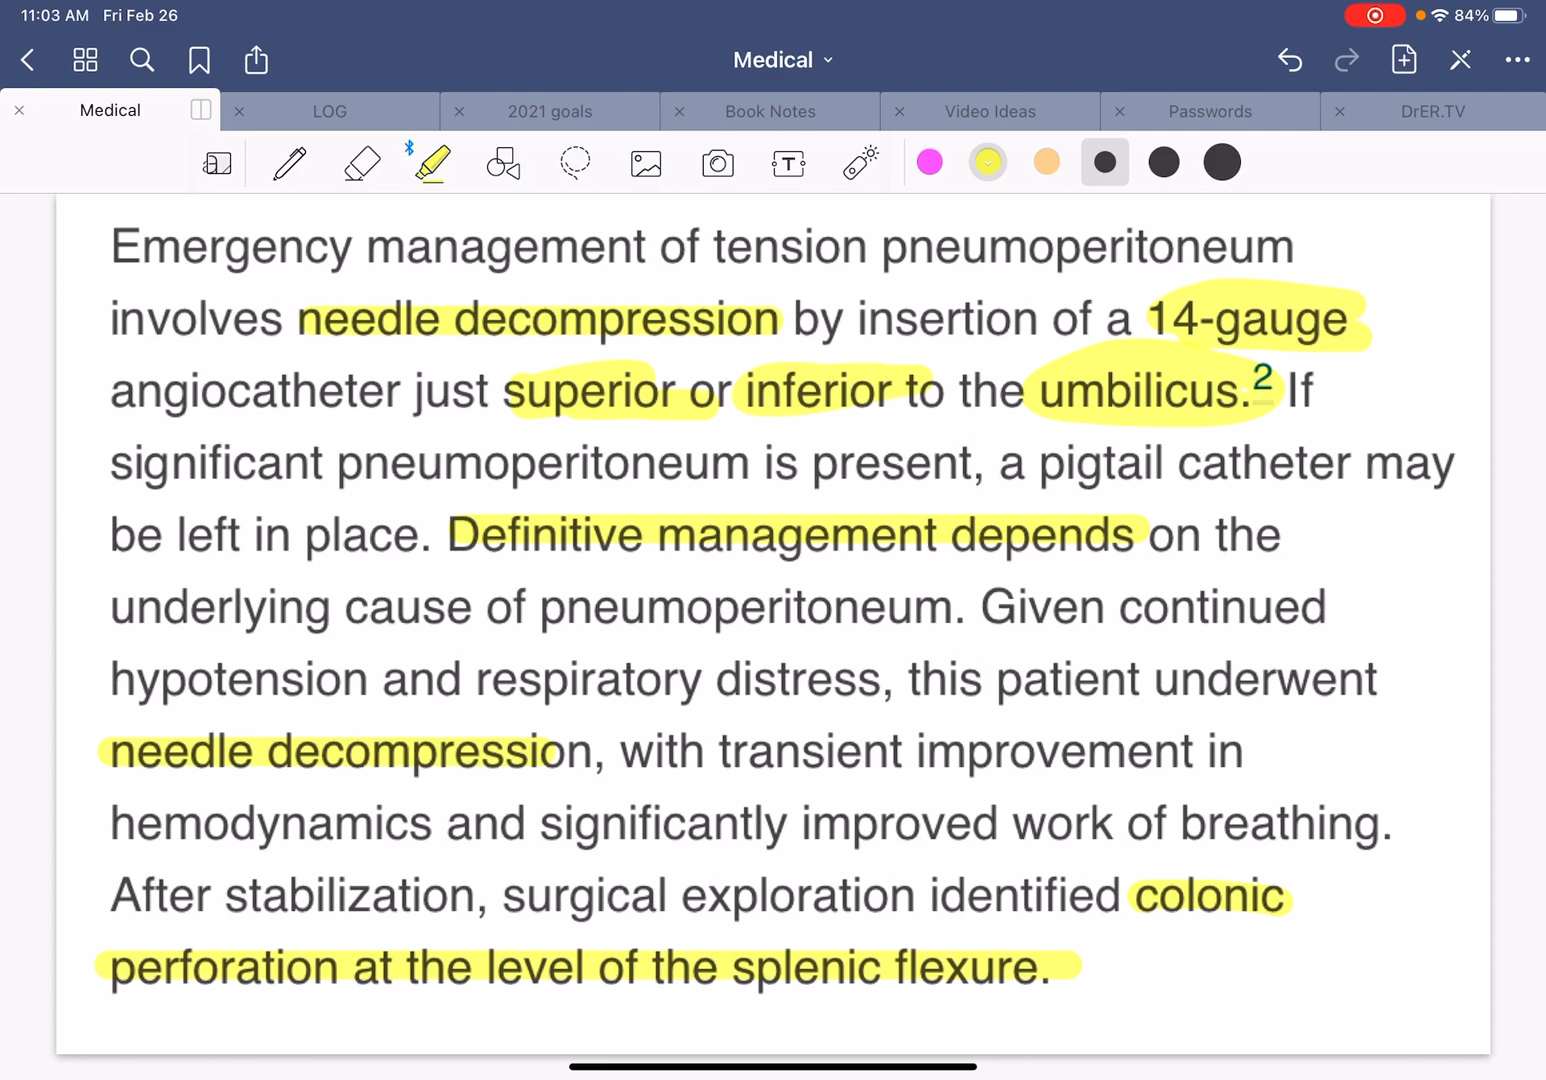 11:03 AM Fri Feb 26
84%
Medical
Medical
LOG
2021 goals
Book Notes
Video Ideas
Passwords
DrER.TV
Emergency management of tension pneumoperitoneum
involves needle decompression by insertion of a 14-gauge
angiocatheter just superior or inferior to the umbilicus.2 If
significant pneumoperitoneum is present, a pigtail catheter may
be left in place. Definitive management depends on the
underlying cause of pneumoperitoneum. Given continued
hypotension and respiratory distress, this patient underwent
needle decompression, with transient improvement in
hemodynamics and significantly improved work of breathing.
After stabilization, surgical exploration identified colonic
perforation at the level of the splenic flexure.